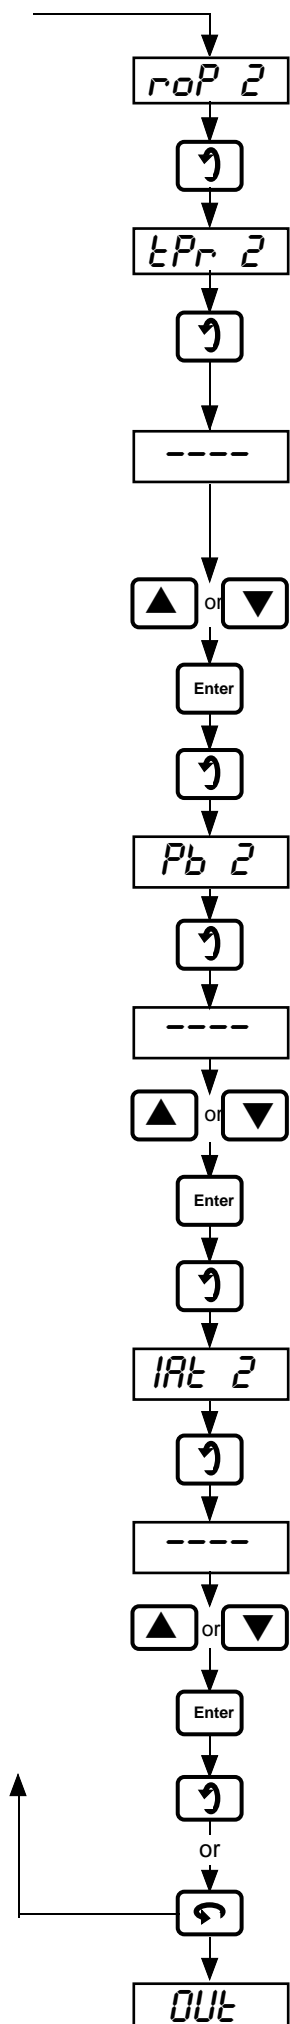 roP 2
tPr 2
----
or
Enter
Pb 2
----
or
Enter
IAt 2
----
or
Enter
or
OUt